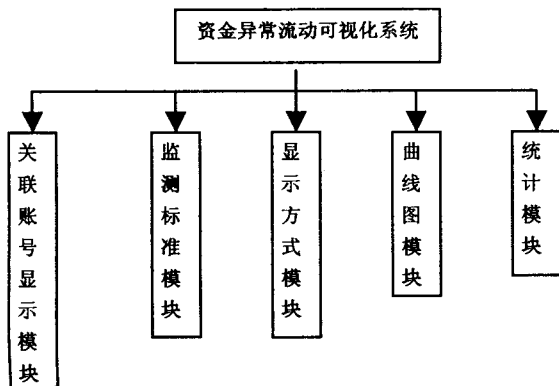 资金异常流动可视化系统
关联账号显示模块
监测标准模块
显示方式模块
曲线图模块
统计模块